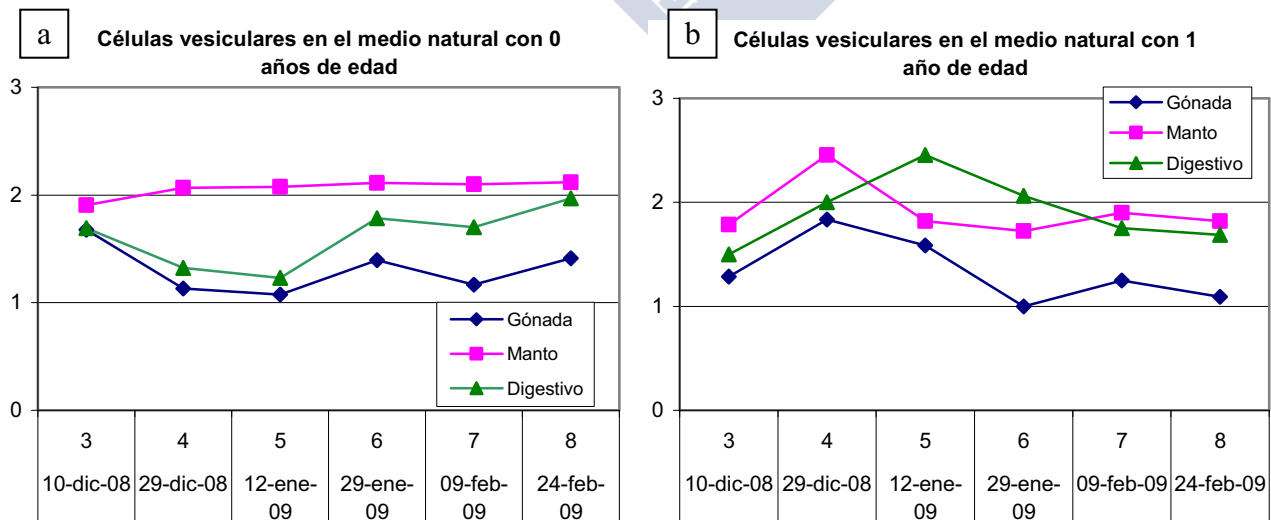 a
Células vesiculares en el medio natural con 0
años de edad
3
2
1
0
Gónada
Manto
Digestivo
3 4 5 6 7 8
10-dic-08 29-dic-08 12-ene- 29-ene- 09-feb- 24-feb-
09 09 09 09
b
Células vesiculares en el medio natural con 1
año de edad
3
2
1
0
Gónada
Manto
Digestivo
3 4 5 6 7 8
10-dic-08 29-dic-08 12-ene- 29-ene- 09-feb-09 24-feb-09
09 09